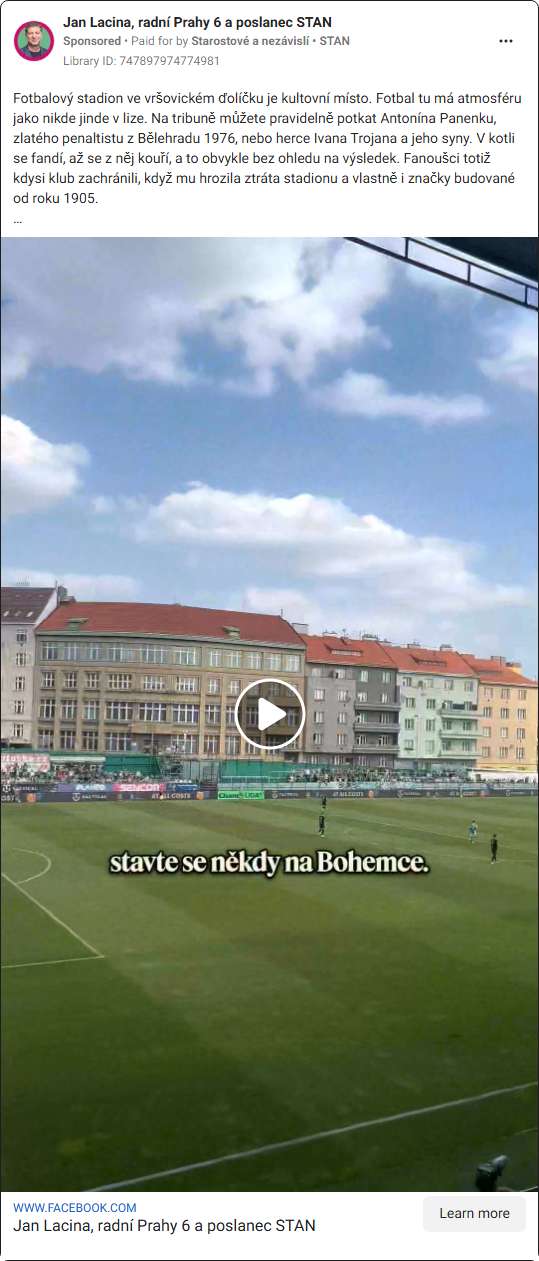 Jan Lacina, radní Prahy 6 a poslanec STAN
Sponsored • Paid for by Starostové a nezávislí • STAN
Library ID: 747897974774981
Fotbalový stadion ve vršovickém ďolíčku je kultovní místo. Fotbal tu má atmosféru
jako nikde jinde v lize. Na tribuně můžete pravidelně potkat Antonína Panenku,
zlatého penaltistu z Bělehradu 1976, nebo herce Ivana Trojana a jeho syny. V kotli
se fandí, až se z něj kouří, a to obvykle bez ohledu na výsledek. Fanoušci totiž
kdysi klub zachránili, když mu hrozila ztráta stadionu a vlastně i značky budované
od roku 1905.
...
SENCOR
stavte se někdy na Bohemce.
WWW.FACEBOOK.COM
Jan Lacina, radní Prahy 6 a poslanec STAN
Learn more